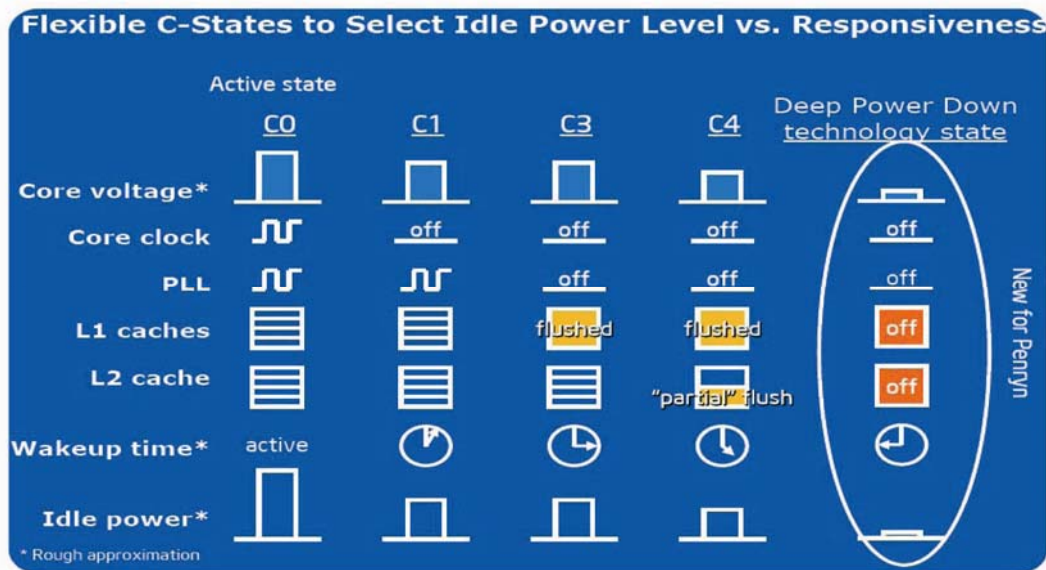 Flexible C-States to Select Idle Power Level vs. Responsiveness
Active state
Deep Power Down
technology state
C0 C1 C3 C4
Core voltage*
Core clock off off off off
PLL off off off
L1 caches flushed flushed off
L2 cache "partial" flush off
Wakeup time* active
Idle power*
* Rough approximation
New for Penryn